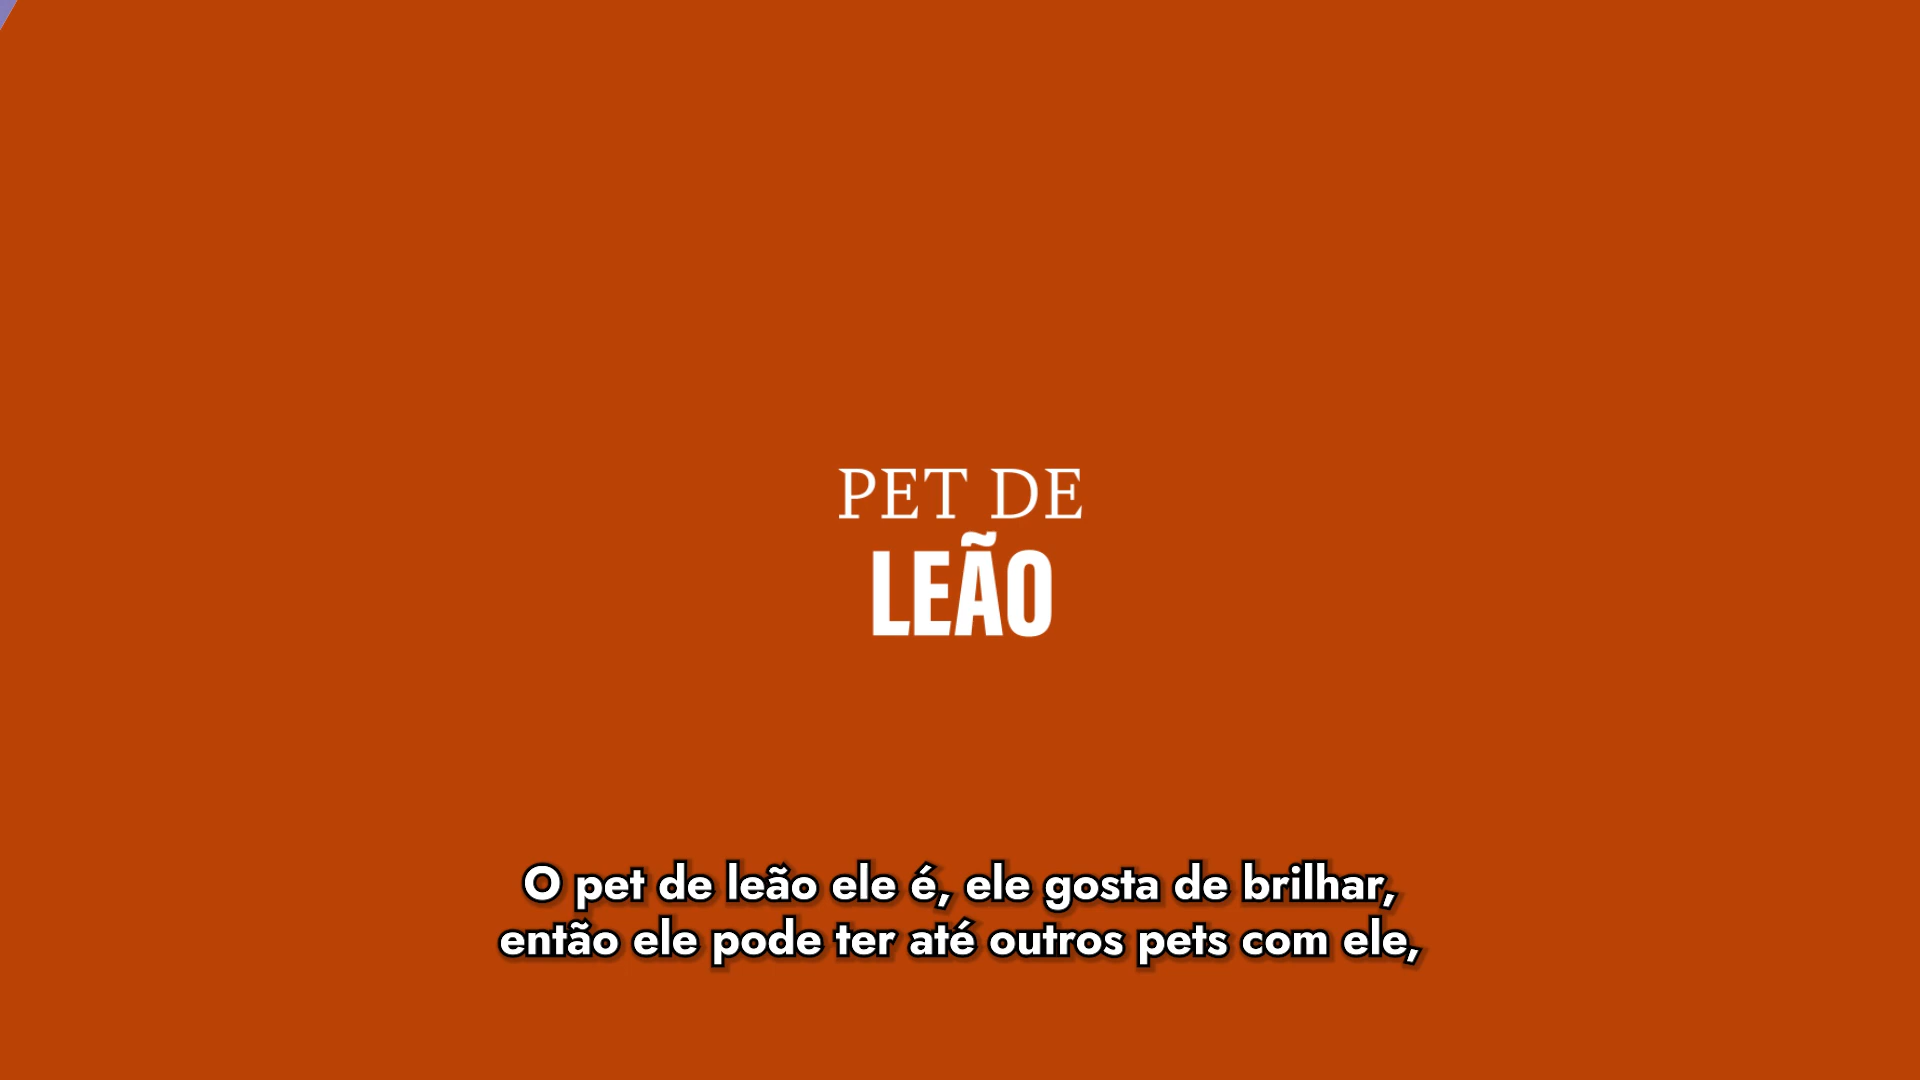 PET DE
LEÃO
O pet de leão ele é, ele gosta de brilhar,
então ele pode ter até outros pets com ele,